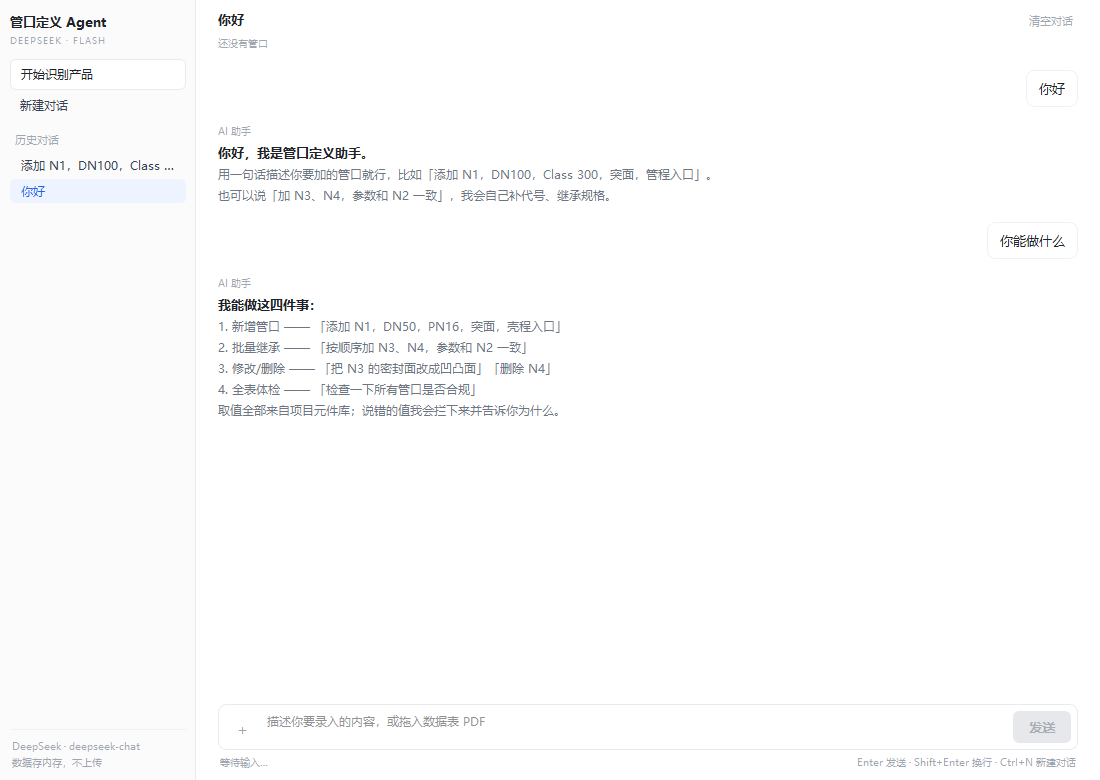 管口定义 Agent
DEEPSEEK · FLASH
开始识别产品
新建对话
历史对话
添加 N1，DN100，Class ...
你好
DeepSeek · deepseek-chat
数据存内存，不上传
你好
清空对话
还没有管口
你好
AI 助手
你好，我是管口定义助手。
用一句话描述你要加的管口就行，比如「添加 N1，DN100，Class 300，突面，管程入口」。
也可以说「加 N3、N4，参数和 N2 一致」，我会自己补代号、继承规格。
你能做什么
AI 助手
我能做这四件事：
1. 新增管口 —— 「添加 N1，DN50，PN16，突面，壳程入口」
2. 批量继承 —— 「按顺序加 N3、N4，参数和 N2 一致」
3. 修改/删除 —— 「把 N3 的密封面改成凹凸面」「删除 N4」
4. 全表体检 —— 「检查一下所有管口是否合规」
取值全部来自项目元件库；说错的值我会拦下来并告诉你为什么。
+
描述你要录入的内容，或拖入数据表 PDF
发送
等待输入...
Enter 发送 · Shift+Enter 换行 · Ctrl+N 新建对话